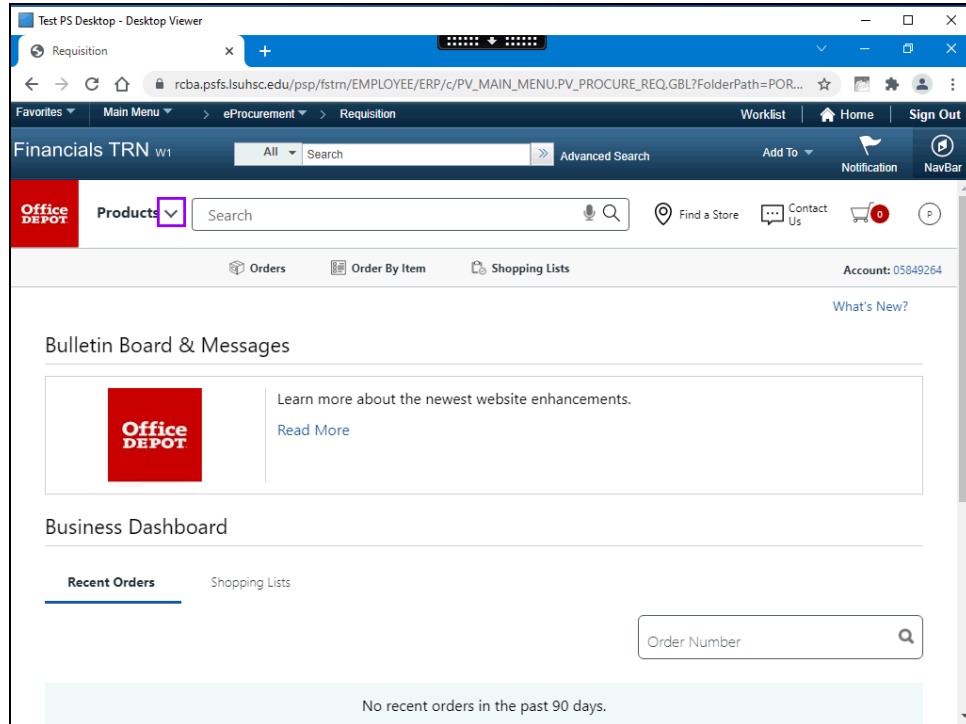 Test PS Desktop - Desktop Viewer
Requisition
rcba.psfs.lsuhsc.edu/psp/fstrn/EMPLOYEE/ERP/c/PV_MAIN_MENU.PV_PROCURE_REQ.GBL?FolderPath=POR...
Favorites Main Menu > eProcurement > Requisition Worklist Home Sign Out
Financials TRN W1 All Search Advanced Search Add To Notification NavBar
Office DEPOT Products Search Find a Store Contact Us 0 P
Orders Order By Item Shopping Lists Account: 05849264
What's New?
Bulletin Board & Messages
Office DEPOT
Learn more about the newest website enhancements.
Read More
Business Dashboard
Recent Orders Shopping Lists
Order Number
No recent orders in the past 90 days.